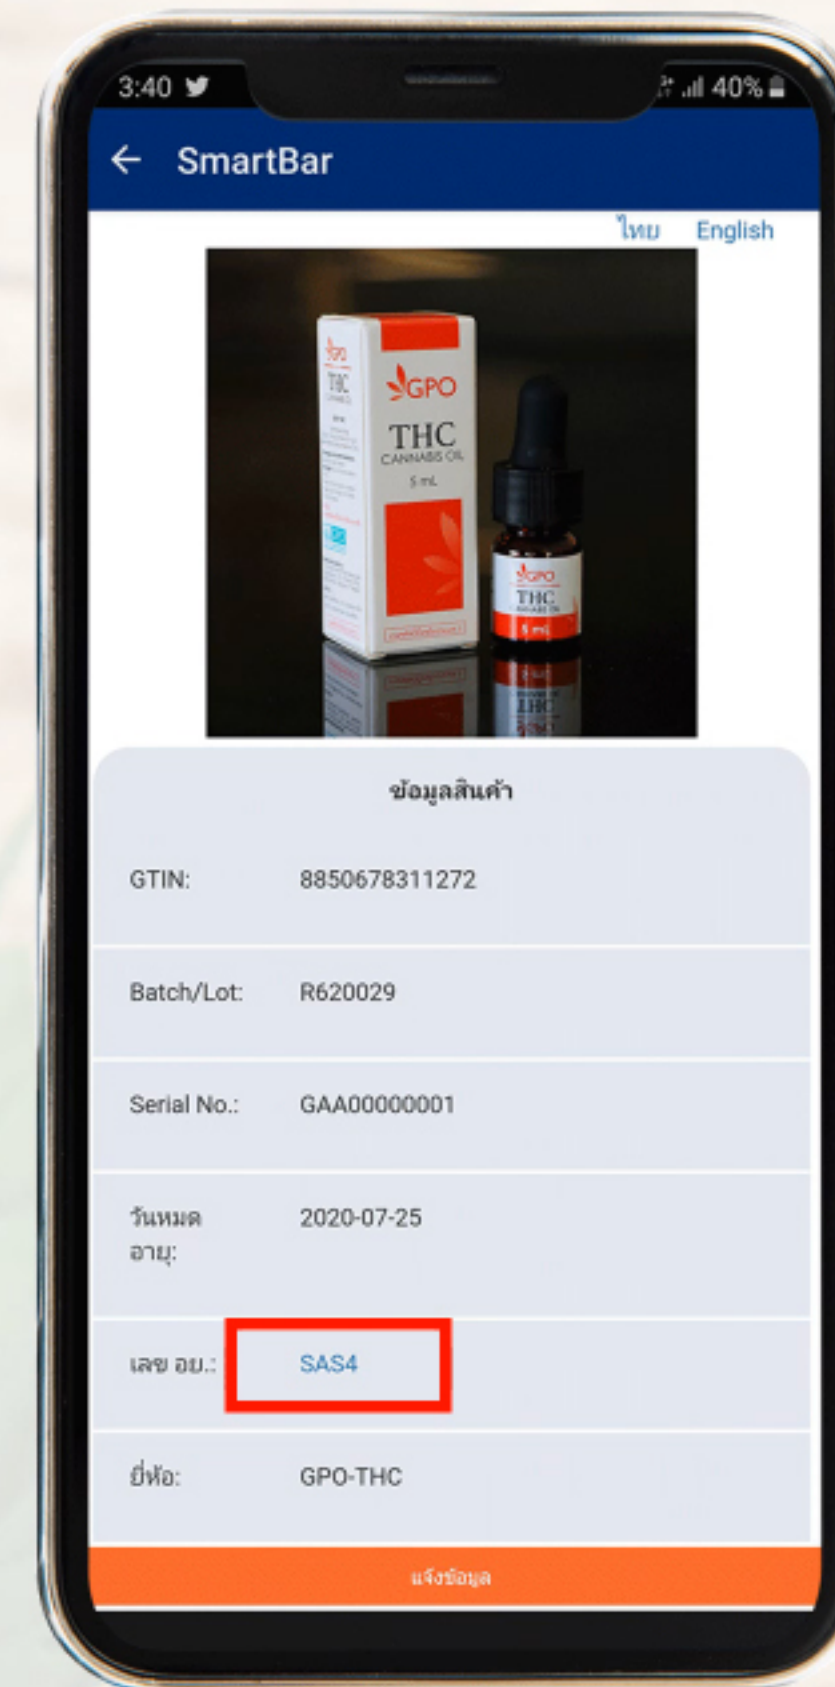 3:40
40%
SmartBar
ไทย English
GPO
THC
CANNABIS OIL
5 mL
GPO
THC
CANNABIS OIL
5 mL
ข้อมูลสินค้า
GTIN: 8850678311272
Batch/Lot: R620029
Serial No.: GAA00000001
วันหมด 2020-07-25
อายุ:
เลข อย.: SAS4
ยี่ห้อ: GPO-THC
แจ้งข้อมูล